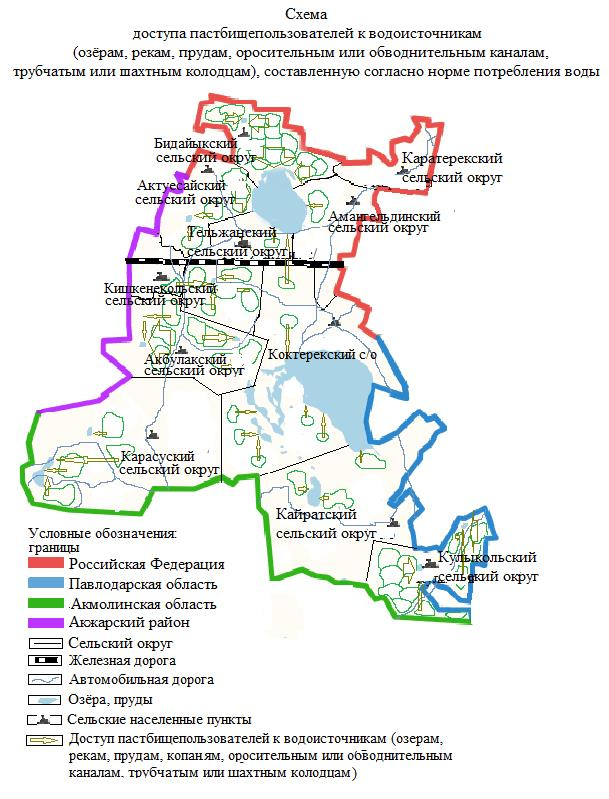 Схема
доступа пастбищепользователей к водоисточникам
(озёрам, рекам, прудам, оросительным или обводнительным каналам,
трубчатым или шахтным колодцам), составленную согласно норме потребления воды
Бидайыкский
сельский округ
Каратерекский
сельский округ
Актуесайский
сельский округ
Амангельдинский
сельский округ
Тельжанский
сельский округ
Кишкенекольский
сельский округ
Акбулакский
сельский округ
Коктерекский с/о
Карасуский
сельский округ
Кайратский
сельский округ
Кулыкольский
сельский округ
Условные обозначения:
границы
Российская Федерация
Павлодарская область
Акмолинская область
Акжарский район
Сельский округ
Железная дорога
Автомобильная дорога
Озёра, пруды
Сельские населенные пункты
Доступ пастбищепользователей к водоисточникам (озерам,
рекам, прудам, копаням, оросительным или обводнительным
каналам, трубчатым или шахтным колодцам)